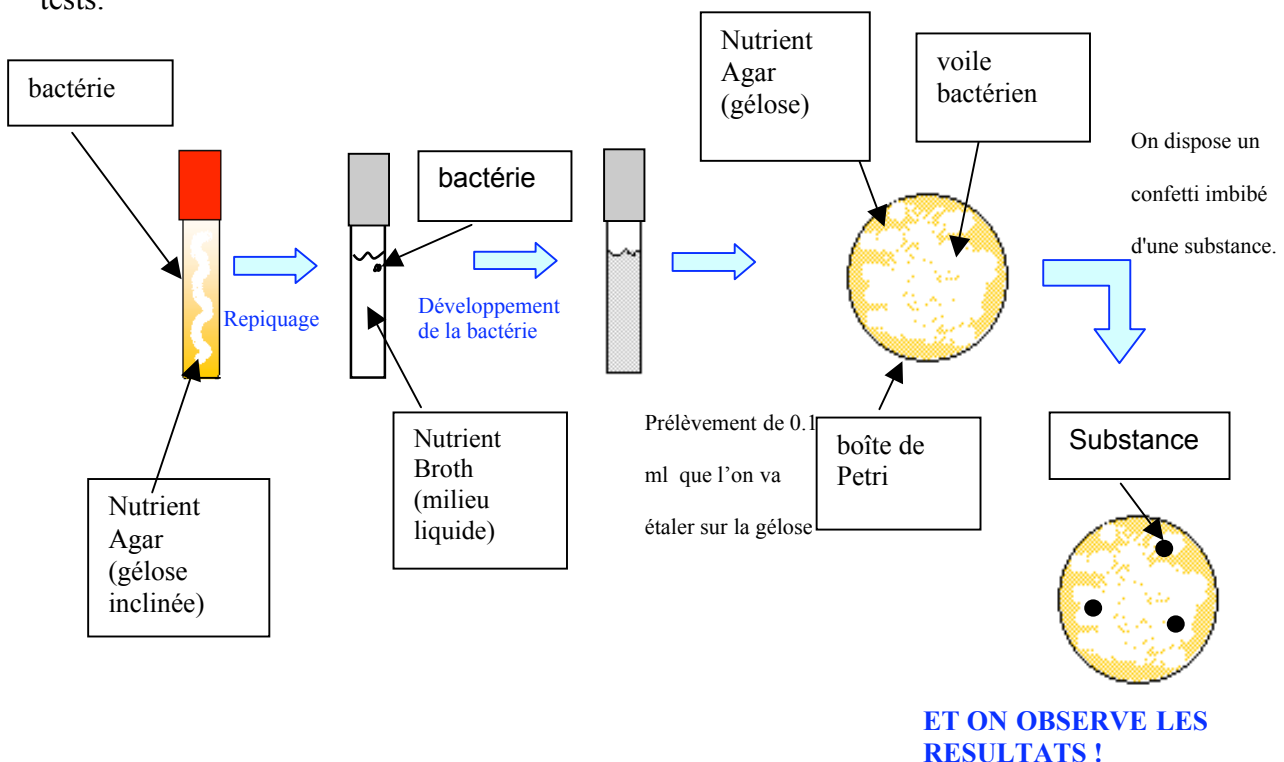 tests.
bactérie
Repiquage
Nutrient
Agar
(gélose
inclinée)
bactérie
Nutrient
Broth
(milieu
liquide)
Développement
de la bactérie
Prélèvement de 0.1
ml que l'on va
étaler sur la gélose
Nutrient
Agar
(gélose)
voile
bactérien
boîte de
Petri
On dispose un
confetti imbibé
d'une substance.
Substance
ET ON OBSERVE LES
RESULTATS !